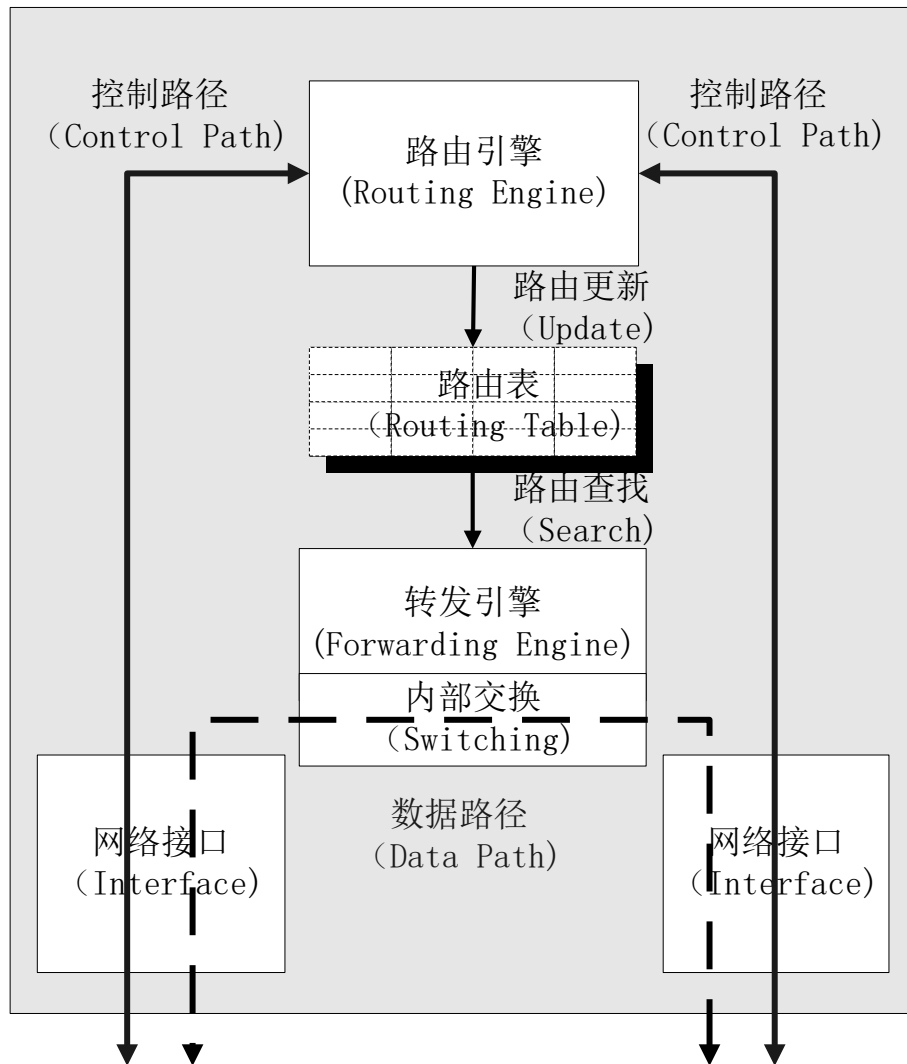 控制路径
（Control Path)
控制路径
（Control Path)
路由引擎
(Routing Engine)
路由更新
（Update)
路由表
（Routing Table)
路由查找
（Search)
转发引擎
(Forwarding Engine)
内部交换
（Switching)
数据路径
（Data Path)
网络接口
（Interface)
网络接口
（Interface)